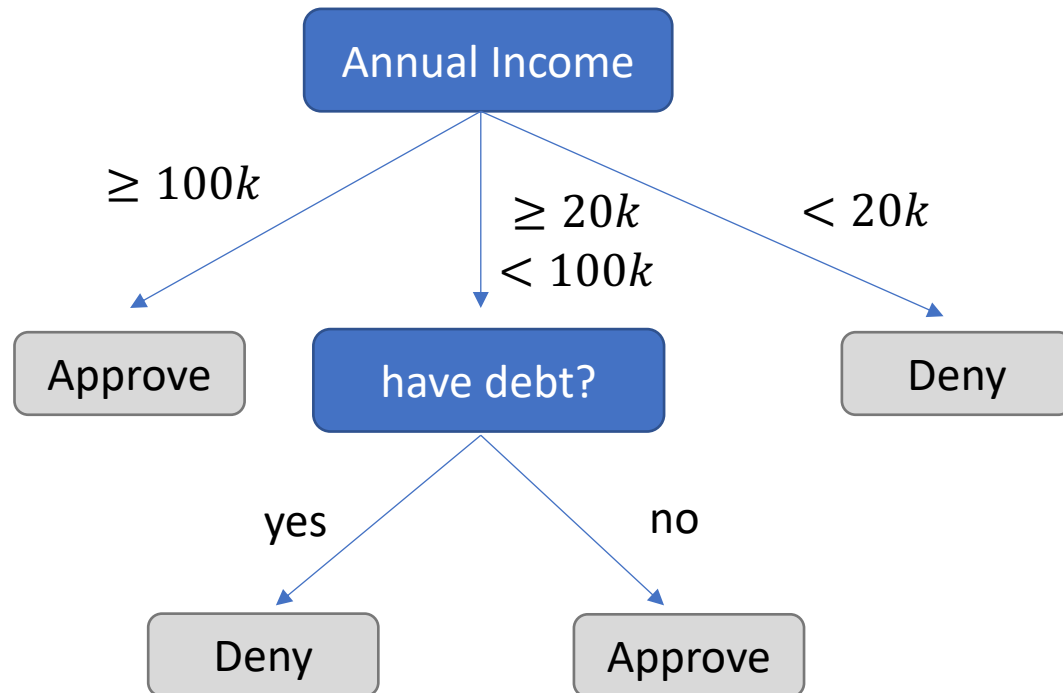 Annual Income
≥ 100k
≥ 20k
< 100k
< 20k
Approve
have debt?
Deny
yes
no
Deny
Approve